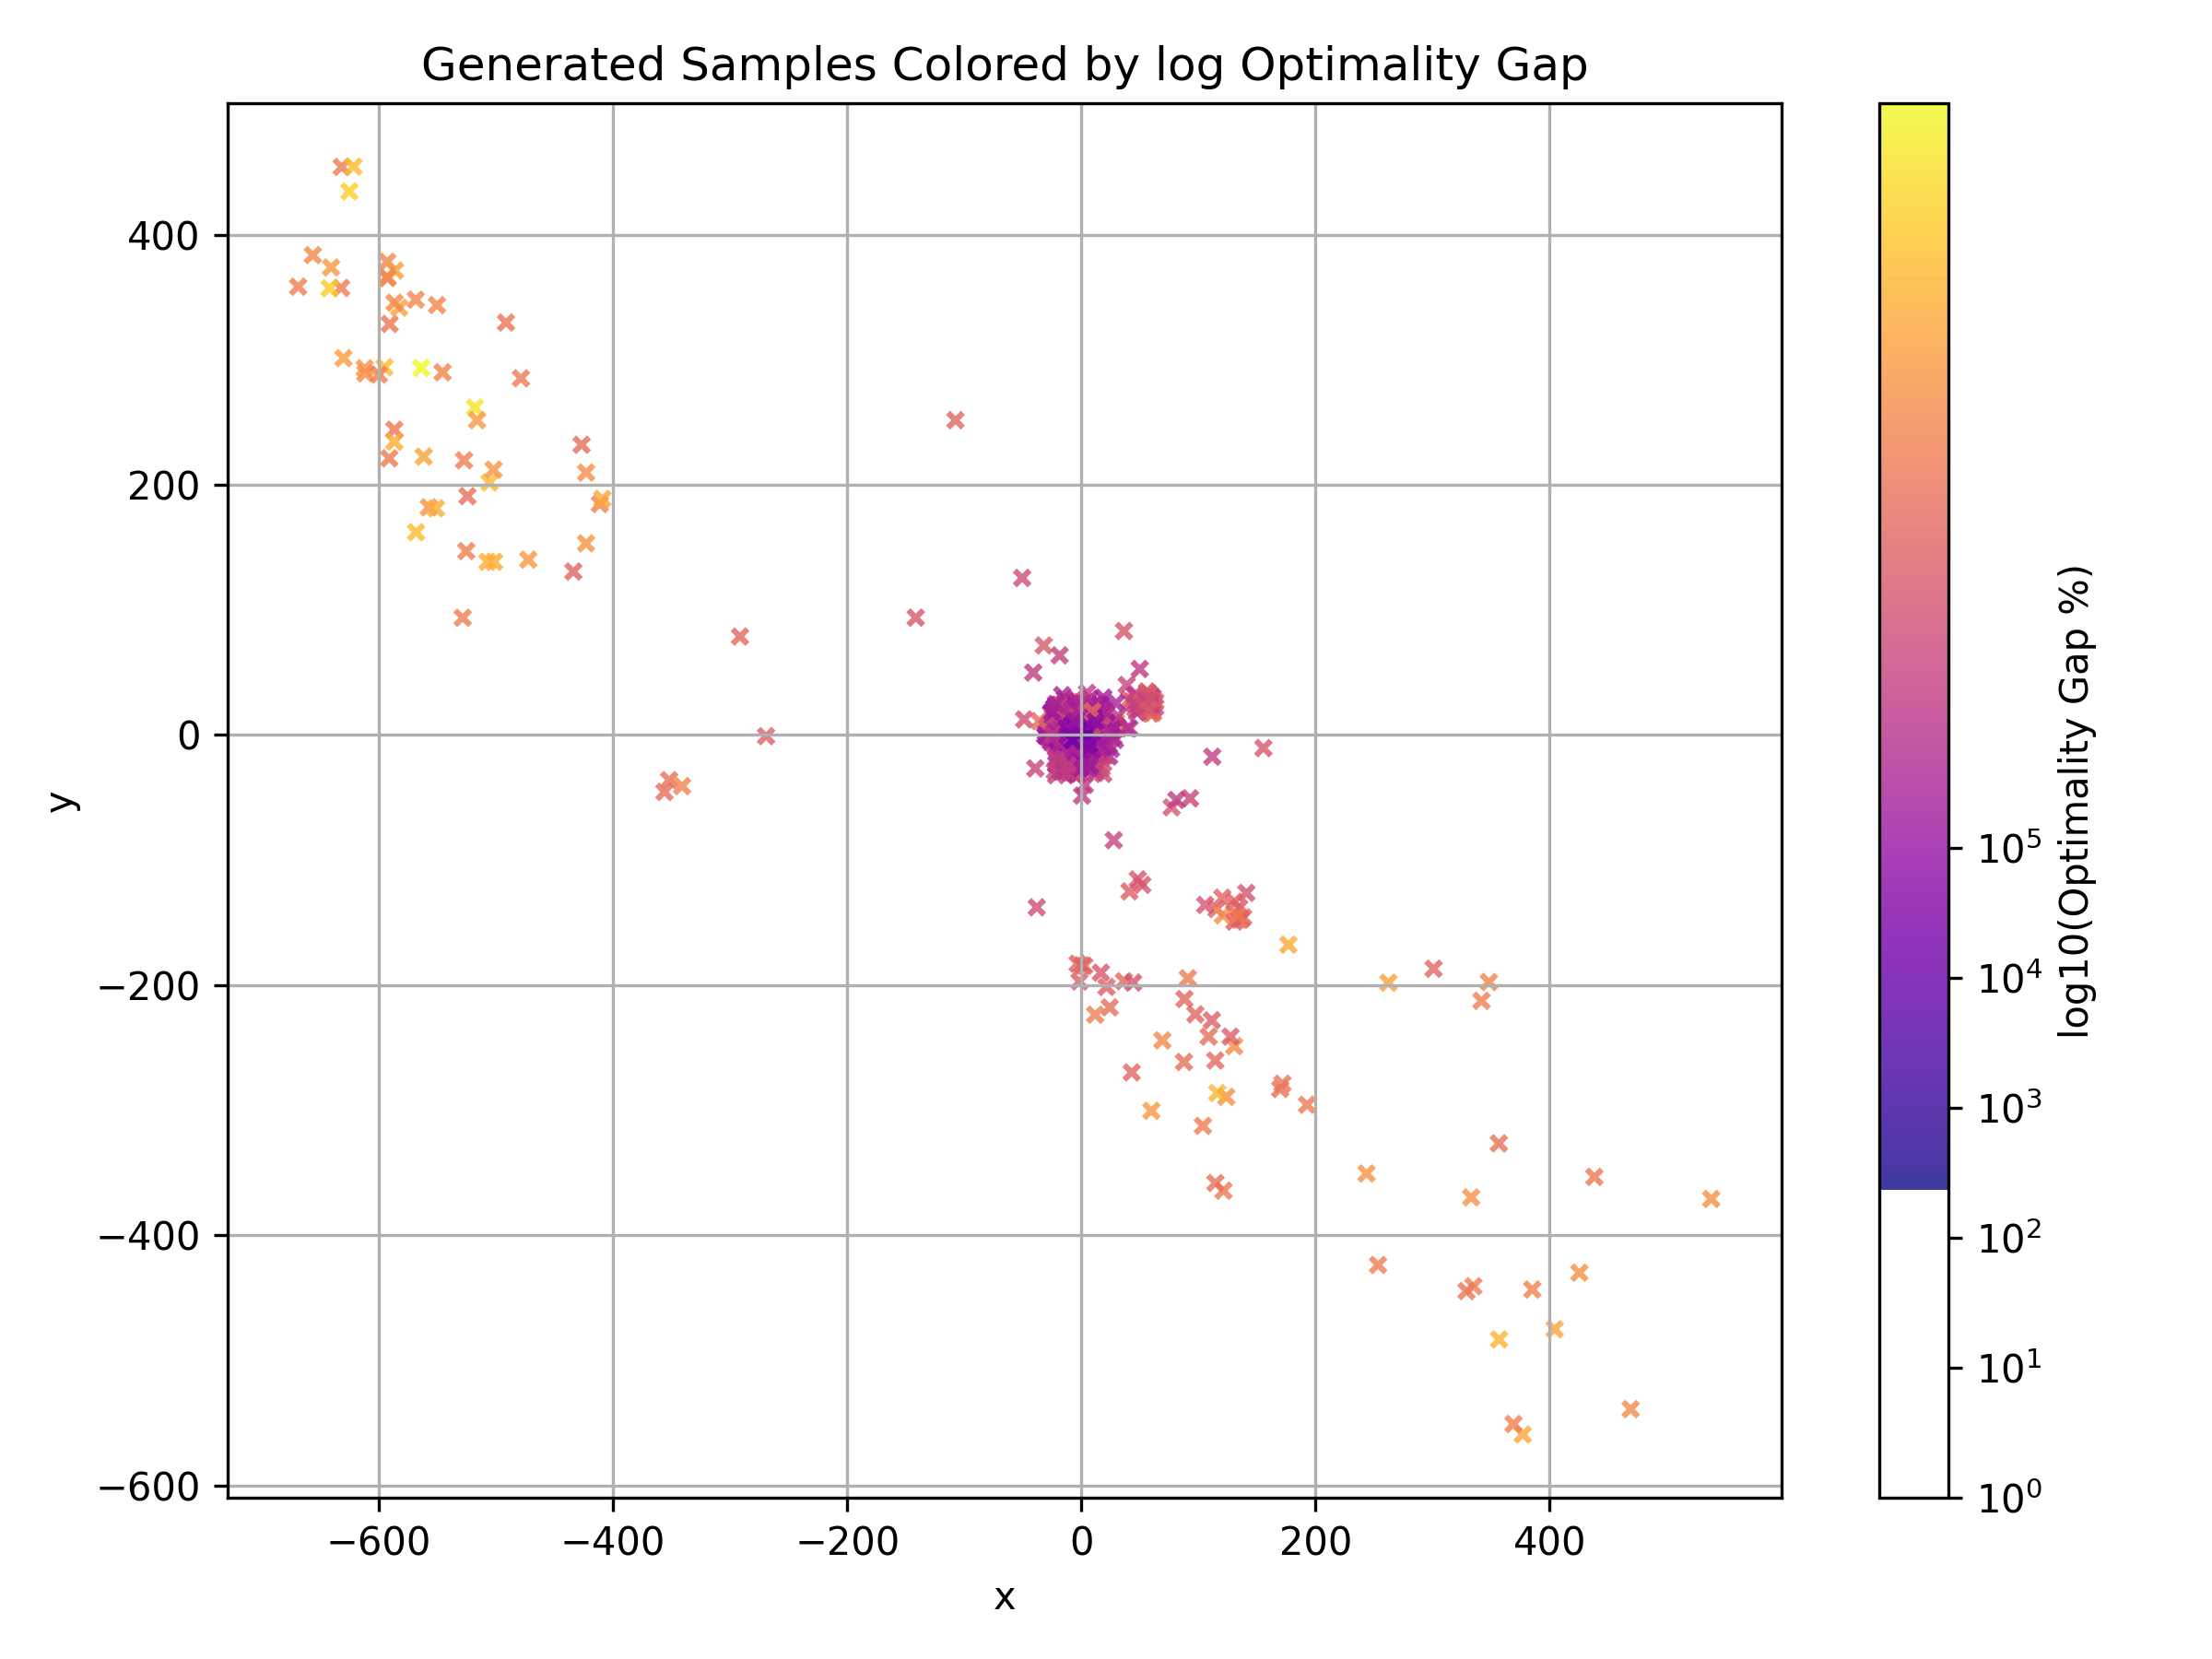 Generated Samples Colored by log Optimality Gap
400
200
0
−200
−400
−600
y
−600 −400 −200 0 200 400
x
10⁵
10⁴
10³
10²
10¹
10⁰
log10(Optimality Gap %)